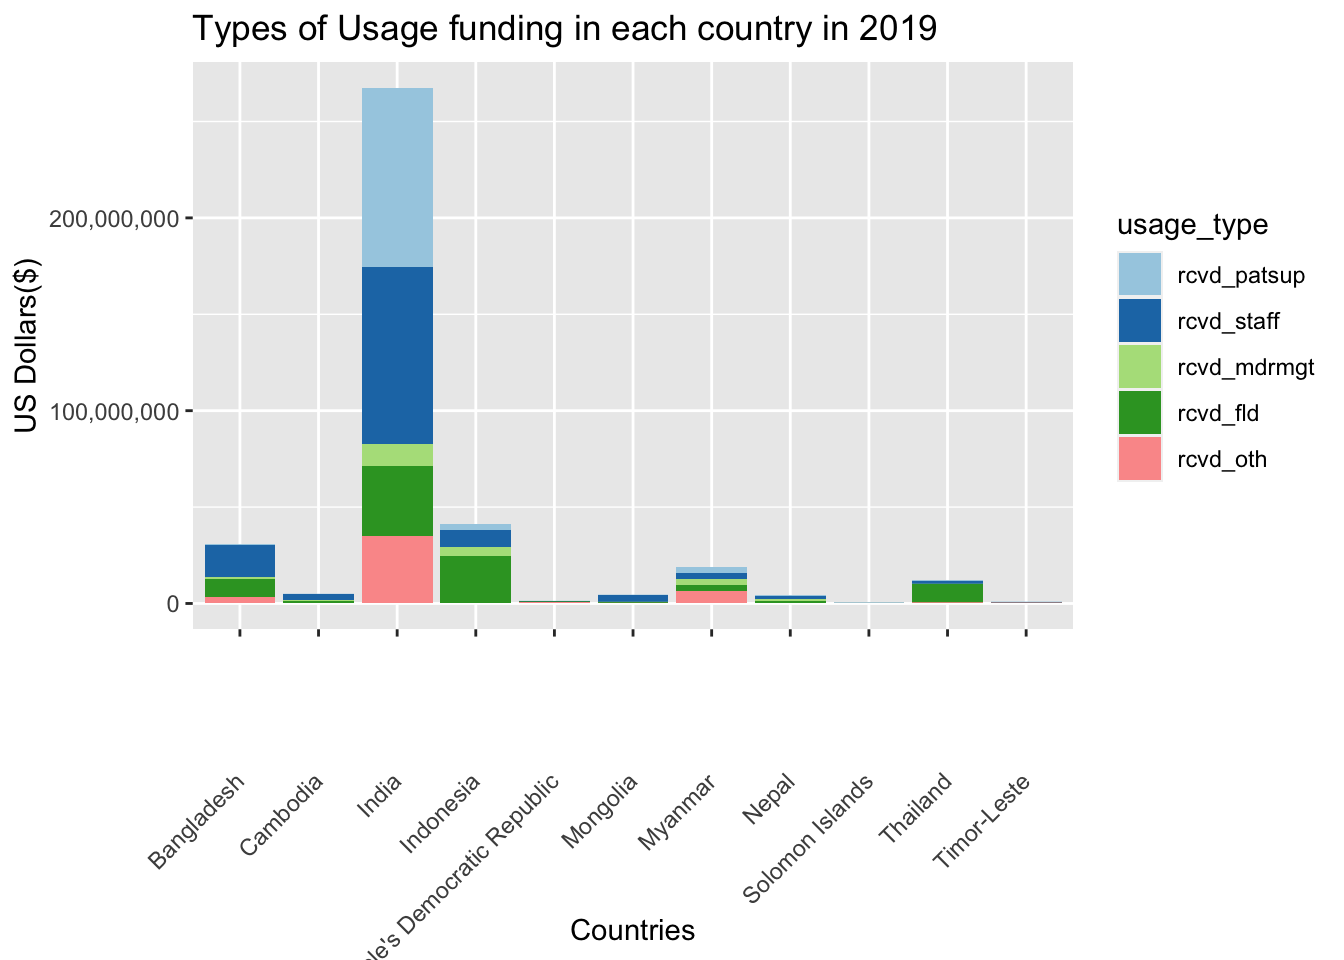 Types of Usage funding in each country in 2019
US Dollars($)
200,000,000
100,000,000
0
usage_type
rcvd_patsup
rcvd_staff
rcvd_mdrmgt
rcvd_fld
rcvd_oth
Bangladesh
Cambodia
India
Indonesia
Democratic Republic
Mongolia
Myanmar
Nepal
Solomon Islands
Thailand
Timor-Leste
Countries